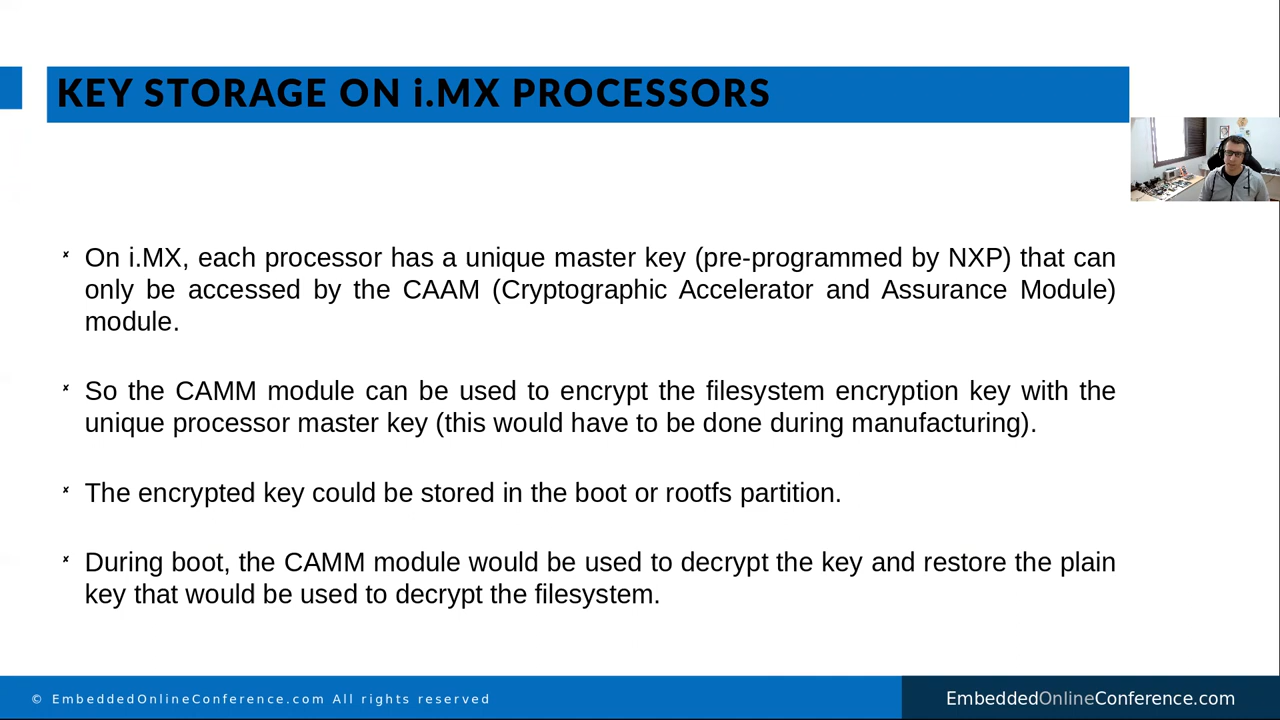 KEY STORAGE ON i.MX PROCESSORS
On i.MX, each processor has a unique master key (pre-programmed by NXP) that can
only be accessed by the CAAM (Cryptographic Accelerator and Assurance Module)
module.
So the CAMM module can be used to encrypt the filesystem encryption key with the
unique processor master key (this would have to be done during manufacturing).
The encrypted key could be stored in the boot or rootfs partition.
During boot, the CAMM module would be used to decrypt the key and restore the plain
key that would be used to decrypt the filesystem.
© EmbeddedOnlineConference.com All rights reserved
EmbeddedOnlineConference.com